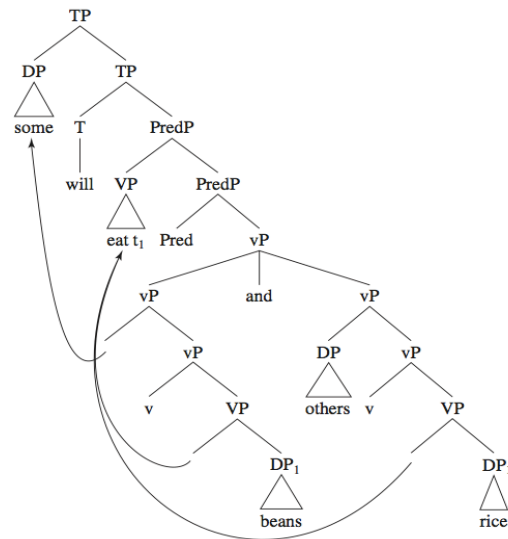 TP
DP TP
some T PredP
will VP PredP
eat t₁ Pred vP
vP and vP
vP DP vP
v VP others v VP
DP₁ DP
beans rice